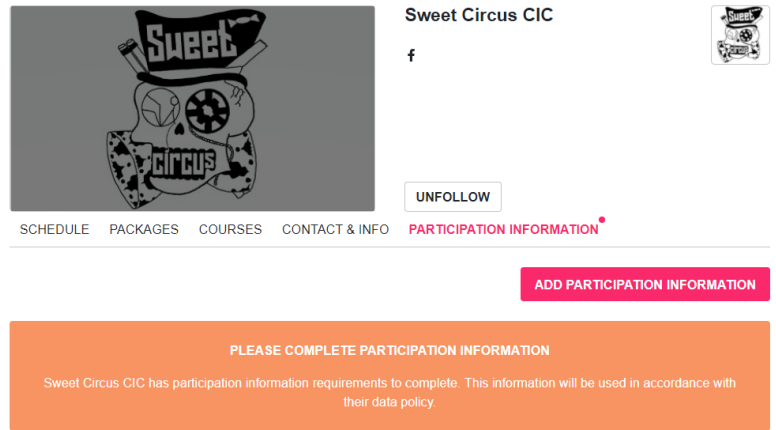 Sweet
circus
Sweet Circus CIC
Sweet
circus
UNFOLLOW
SCHEDULE PACKAGES COURSES CONTACT & INFO PARTICIPATION INFORMATION
ADD PARTICIPATION INFORMATION
PLEASE COMPLETE PARTICIPATION INFORMATION
Sweet Circus CIC has participation information requirements to complete. This information will be used in accordance with
their data policy.